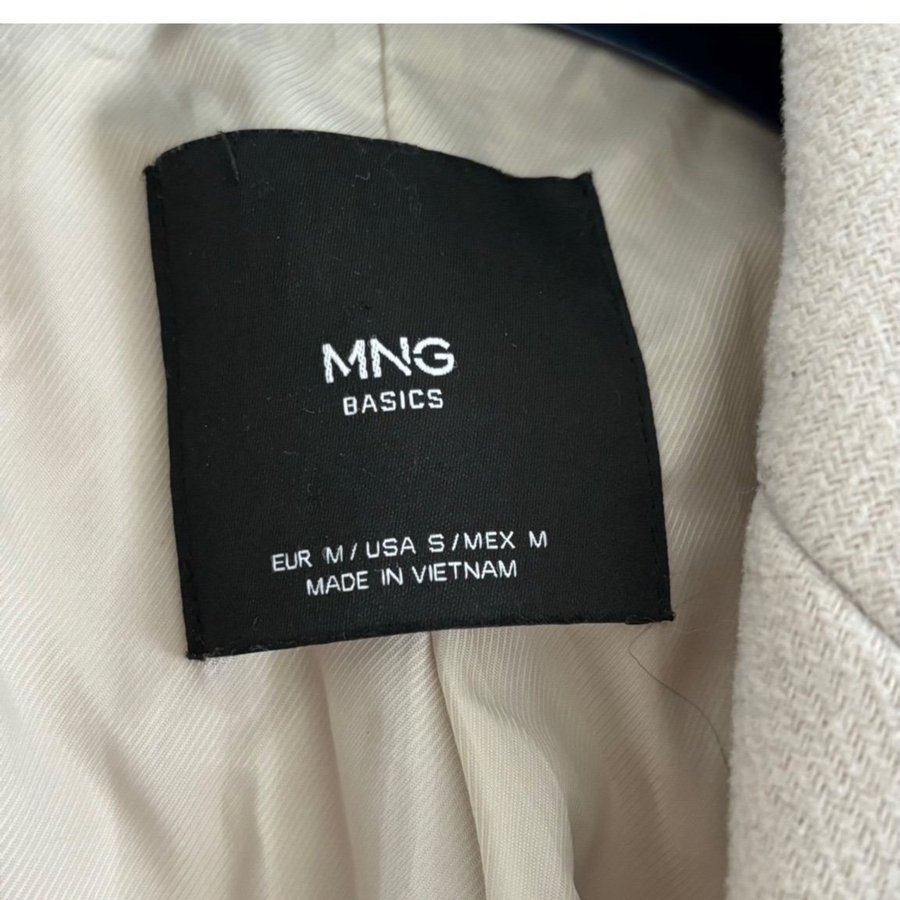 MNG
BASICS
EUR M/USA S/MEX M
MADE IN VIETNAM